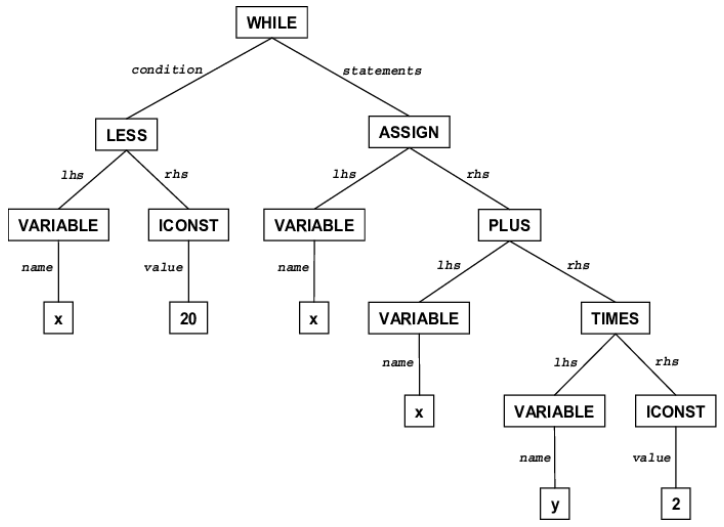 WHILE
condition statements
LESS ASSIGN
lhs rhs lhs rhs
VARIABLE ICONST VARIABLE PLUS
name value name lhs rhs
x 20 x VARIABLE TIMES
name lhs rhs
x VARIABLE ICONST
name value
y 2